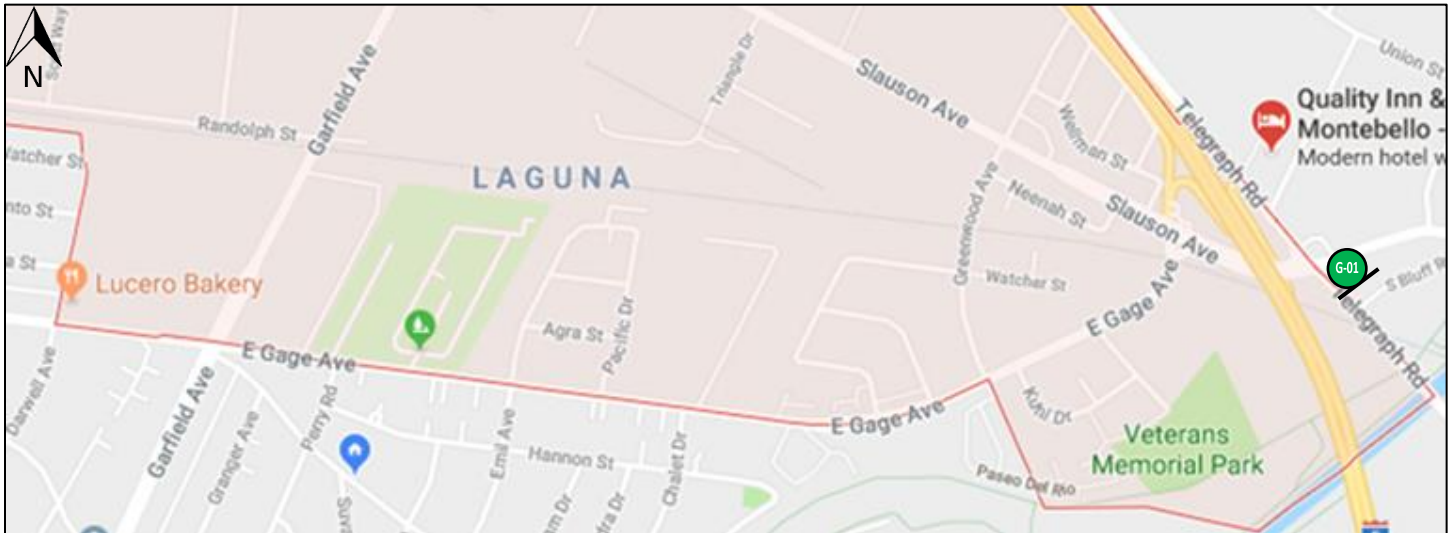 N
Garfield Ave
Triangle Dr
Slauson Ave
Union St
Quality Inn &
Montebello -
Modern hotel w
Telegraph Rd
Wellman St
Randolph St
LAGUNA
Watcher St
Greenwood Ave
Neenah St
Slauson Ave
G-01
S Bluff
Telegraph Rd
Lucero Bakery
Watcher St
E Gage Ave
Agra St
Pacific Dr
E Gage Ave
Darwell Ave
Garfield Ave
Granger Ave
Perry Rd
Emil Ave
Hannon St
Chalet Dr
E Gage Ave
Kuhl Dr
Veterans
Memorial Park
Paseo Del Rio